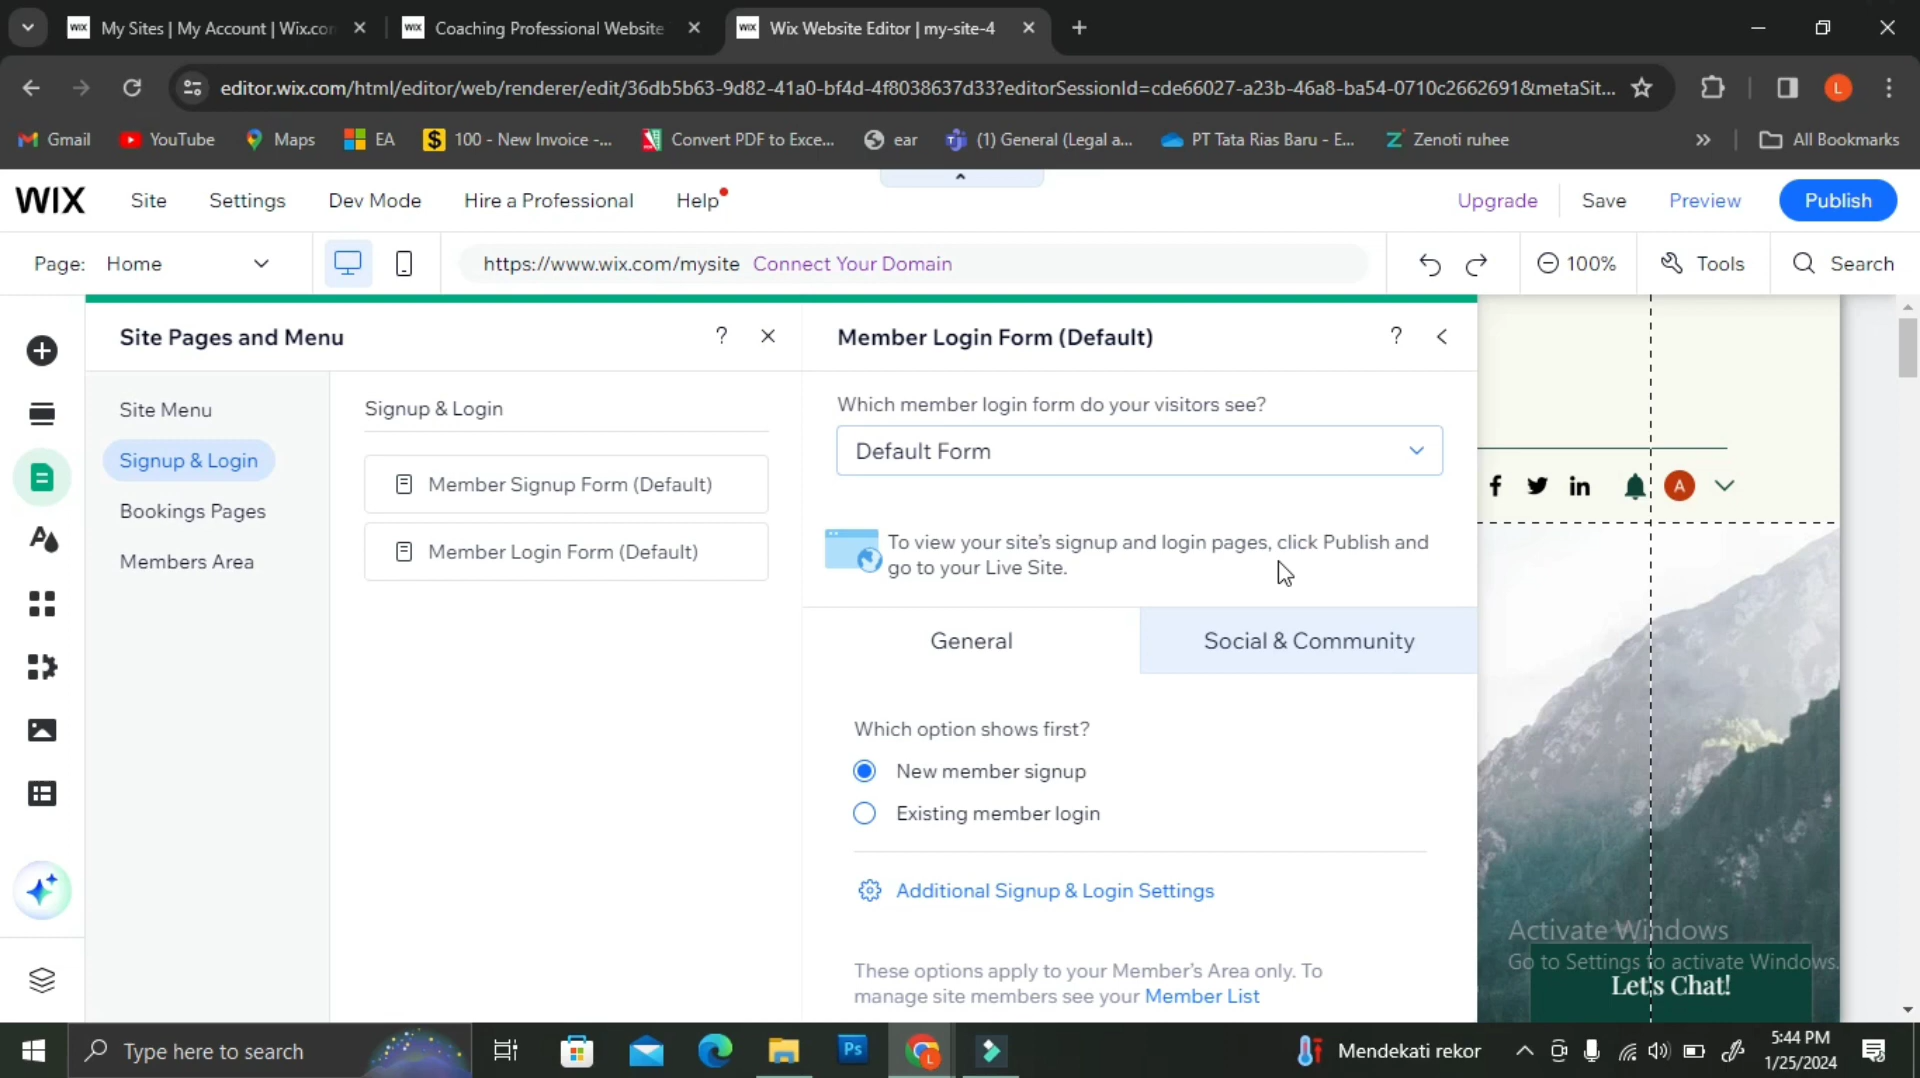 WIX My Sites | My Account | Wix.com
WIX Coaching Professional Website
WIX Wix Website Editor | my-site-4
editor.wix.com/html/editor/web/renderer/edit/36db5b63-9d82-41a0-bf4d-4f8038637d33?editorSessionId=cde66027-a23b-46a8-ba54-0710c2662691&metaSit...
L
Gmail YouTube Maps EA 100 - New Invoice -... Convert PDF to Exce... ear (1) General (Legal a... PT Tata Rias Baru - E... Zenoti ruhee » All Bookmarks
WIX Site Settings Dev Mode Hire a Professional Help Upgrade Save Preview Publish
Page: Home https://www.wix.com/mysite Connect Your Domain 100% Tools Search
Site Pages and Menu ?
Site Menu
Signup & Login
Bookings Pages
Members Area
Signup & Login
Member Signup Form (Default)
Member Login Form (Default)
Member Login Form (Default) ?
Which member login form do your visitors see?
Default Form
To view your site's signup and login pages, click Publish and
go to your Live Site.
General Social & Community
Which option shows first?
New member signup
Existing member login
Additional Signup & Login Settings
These options apply to your Member's Area only. To
manage site members see your Member List
A
Activate Windows
Go to Settings to activate Windows.
Let's Chat!
Type here to search
Ps
L
Mendekati rekor
5:44 PM
1/25/2024